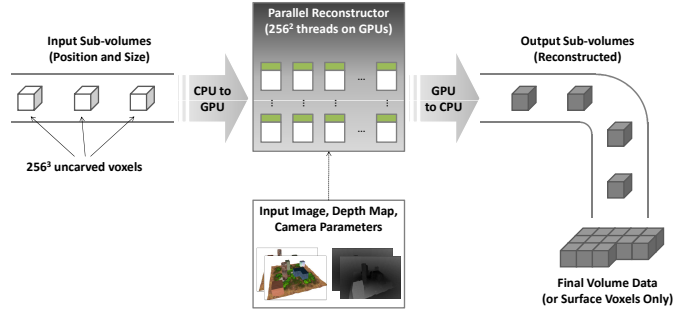 Parallel Reconstructor
(256² threads on GPUs)
Input Sub-volumes
(Position and Size)
Output Sub-volumes
(Reconstructed)
CPU to
GPU
...
...
GPU
to CPU
256³ uncarved voxels
Input Image, Depth Map,
Camera Parameters
Final Volume Data
(or Surface Voxels Only)